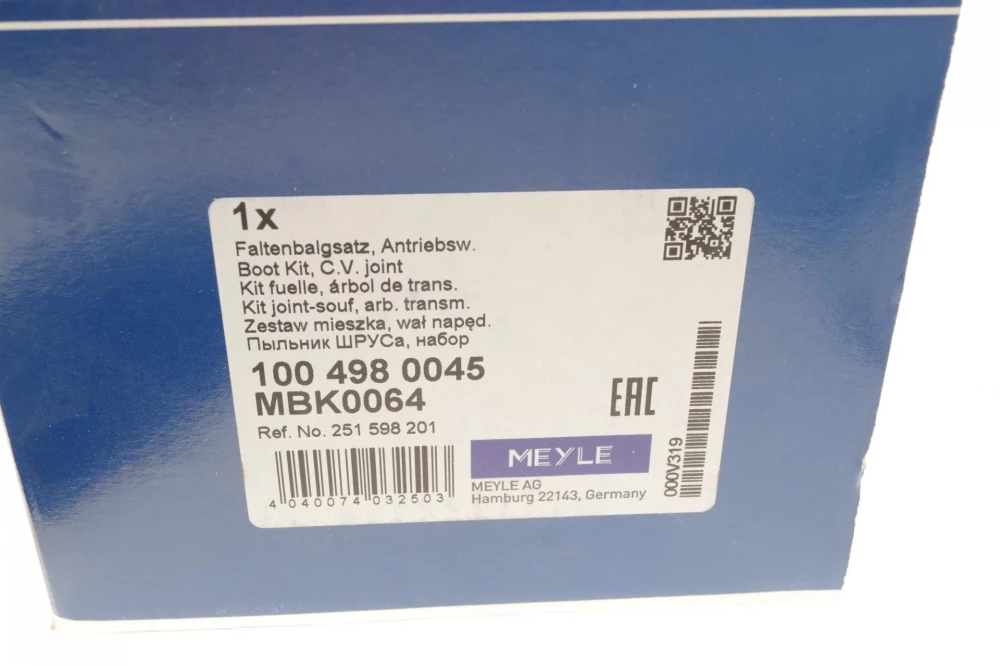 1x
Faltenbalgsatz, Antriebsw.
Boot Kit, C.V. joint
Kit fuelle, árbol de trans.
Kit joint-souf, arb. transm.
Zestaw mieszka, wał napęd.
Пыльник ШРУСа, набор
100 498 0045
MBK0064
EAC
Ref. No. 251 598 201
MEYLE
MEYLE AG
Hamburg 22143, Germany
4 040074 032503
000V319